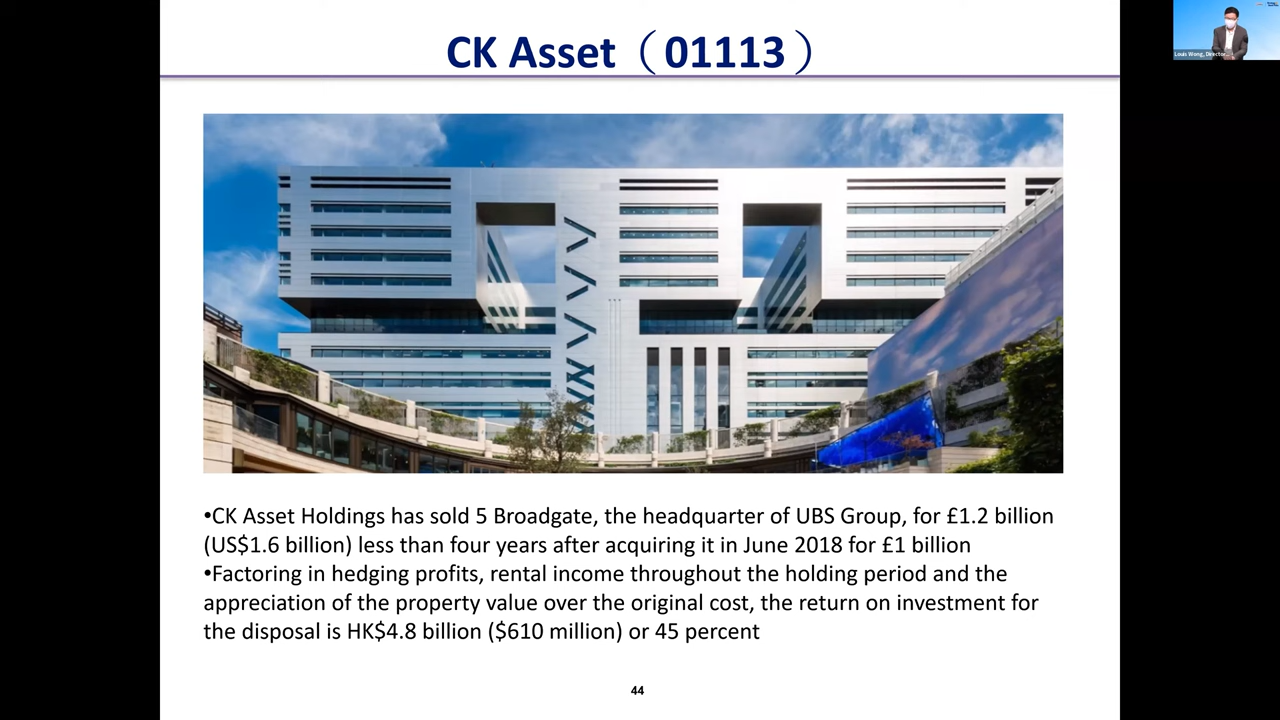 CK Asset（01113）
Louis Wong, Director...
•CK Asset Holdings has sold 5 Broadgate, the headquarter of UBS Group, for £1.2 billion
(US$1.6 billion) less than four years after acquiring it in June 2018 for £1 billion
•Factoring in hedging profits, rental income throughout the holding period and the
appreciation of the property value over the original cost, the return on investment for
the disposal is HK$4.8 billion ($610 million) or 45 percent
44